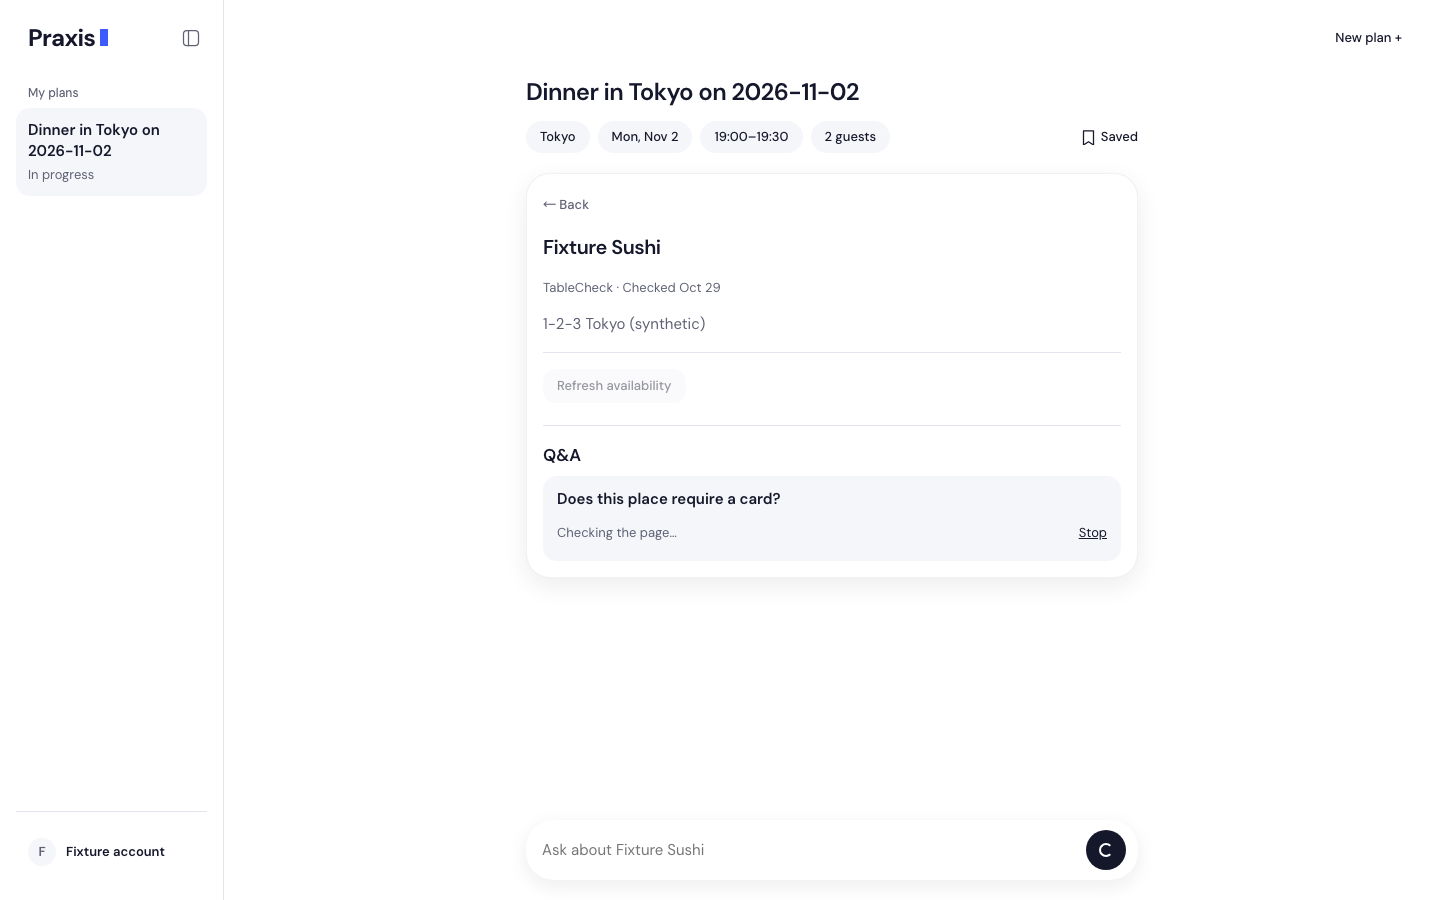 Praxis
My plans
Dinner in Tokyo on
2026-11-02
In progress
F
Fixture account
New plan +
Dinner in Tokyo on 2026-11-02
Tokyo
Mon, Nov 2
19:00–19:30
2 guests
Saved
← Back
Fixture Sushi
TableCheck · Checked Oct 29
1-2-3 Tokyo (synthetic)
Refresh availability
Q&A
Does this place require a card?
Checking the page…
Stop
Ask about Fixture Sushi